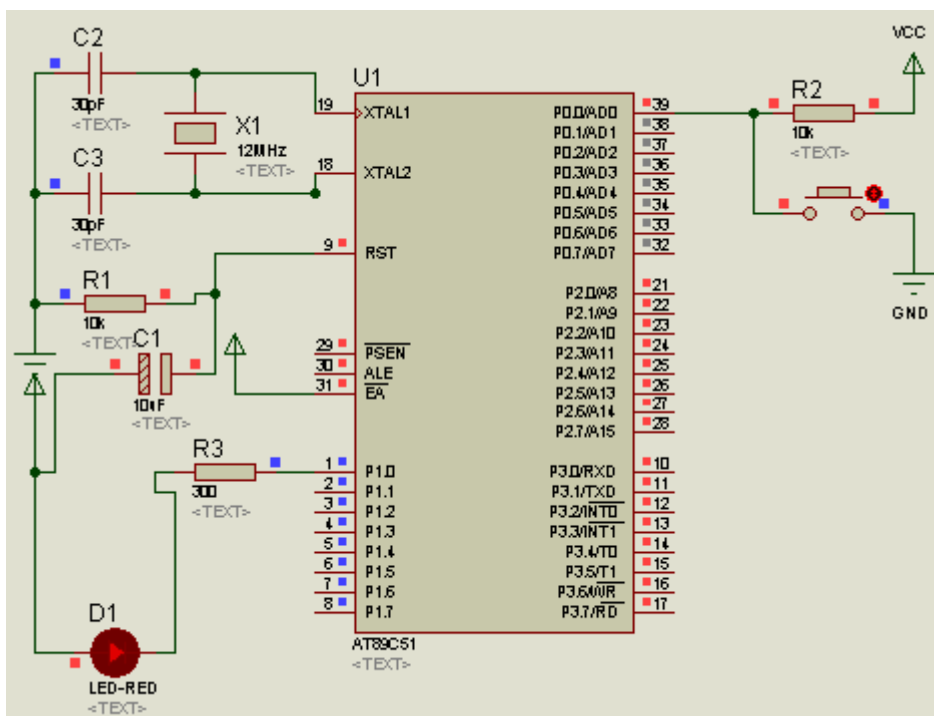 C2
30pF
<TEXT>
X1
12MHz
<TEXT>
C3
30pF
<TEXT>
R1
10k
<TEXT>
C1
10uF
<TEXT>
R3
300
<TEXT>
D1
LED-RED
<TEXT>
U1
19 XTAL1
18 XTAL2
9 RST
29 PSEN
30 ALE
31 EA
1 P1.0
2 P1.1
3 P1.2
4 P1.3
5 P1.4
6 P1.5
7 P1.6
8 P1.7
P0.0/AD0 39
P0.1/AD1 38
P0.2/AD2 37
P0.3/AD3 36
P0.4/AD4 35
P0.5/AD5 34
P0.6/AD6 33
P0.7/AD7 32
P2.0/A8 21
P2.1/A9 22
P2.2/A10 23
P2.3/A11 24
P2.4/A12 25
P2.5/A13 26
P2.6/A14 27
P2.7/A15 28
P3.0/RXD 10
P3.1/TXD 11
P3.2/INT0 12
P3.3/INT1 13
P3.4/T0 14
P3.5/T1 15
P3.6/WR 16
P3.7/RD 17
AT89C51
<TEXT>
VCC
R2
10k
<TEXT>
GND